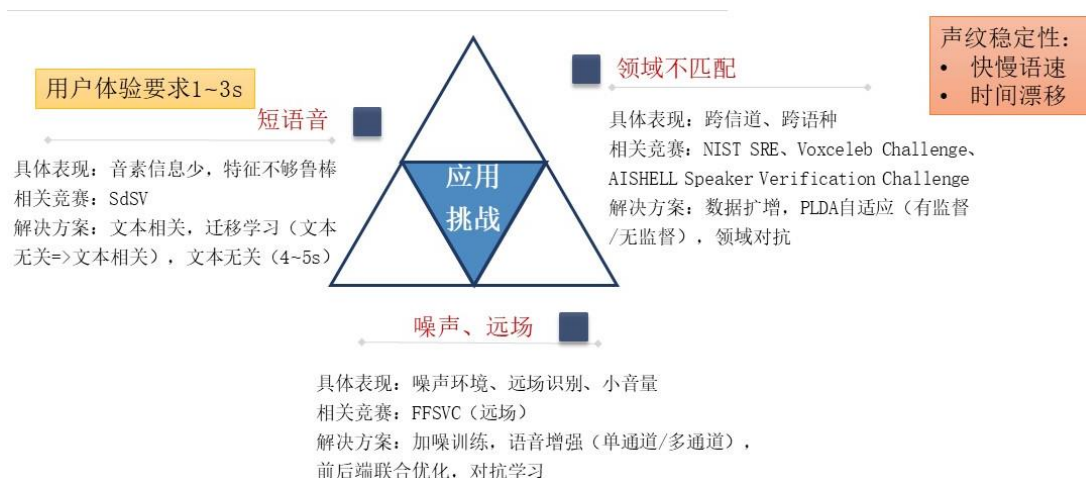 用户体验要求1~3s
短语音
具体表现：音素信息少，特征不够鲁棒
相关竞赛：SdSV
解决方案：文本相关，迁移学习（文本
无关=>文本相关），文本无关（4~5s）
应用
挑战
领域不匹配
具体表现：跨信道、跨语种
相关竞赛：NIST SRE、Voxceleb Challenge、
AISHELL Speaker Verification Challenge
解决方案：数据扩增，PLDA自适应（有监督
/无监督），领域对抗
声纹稳定性：
• 快慢语速
• 时间漂移
噪声、远场
具体表现：噪声环境、远场识别、小音量
相关竞赛：FFSVC（远场）
解决方案：加噪训练，语音增强（单通道/多通道），
前后端联合优化，对抗学习